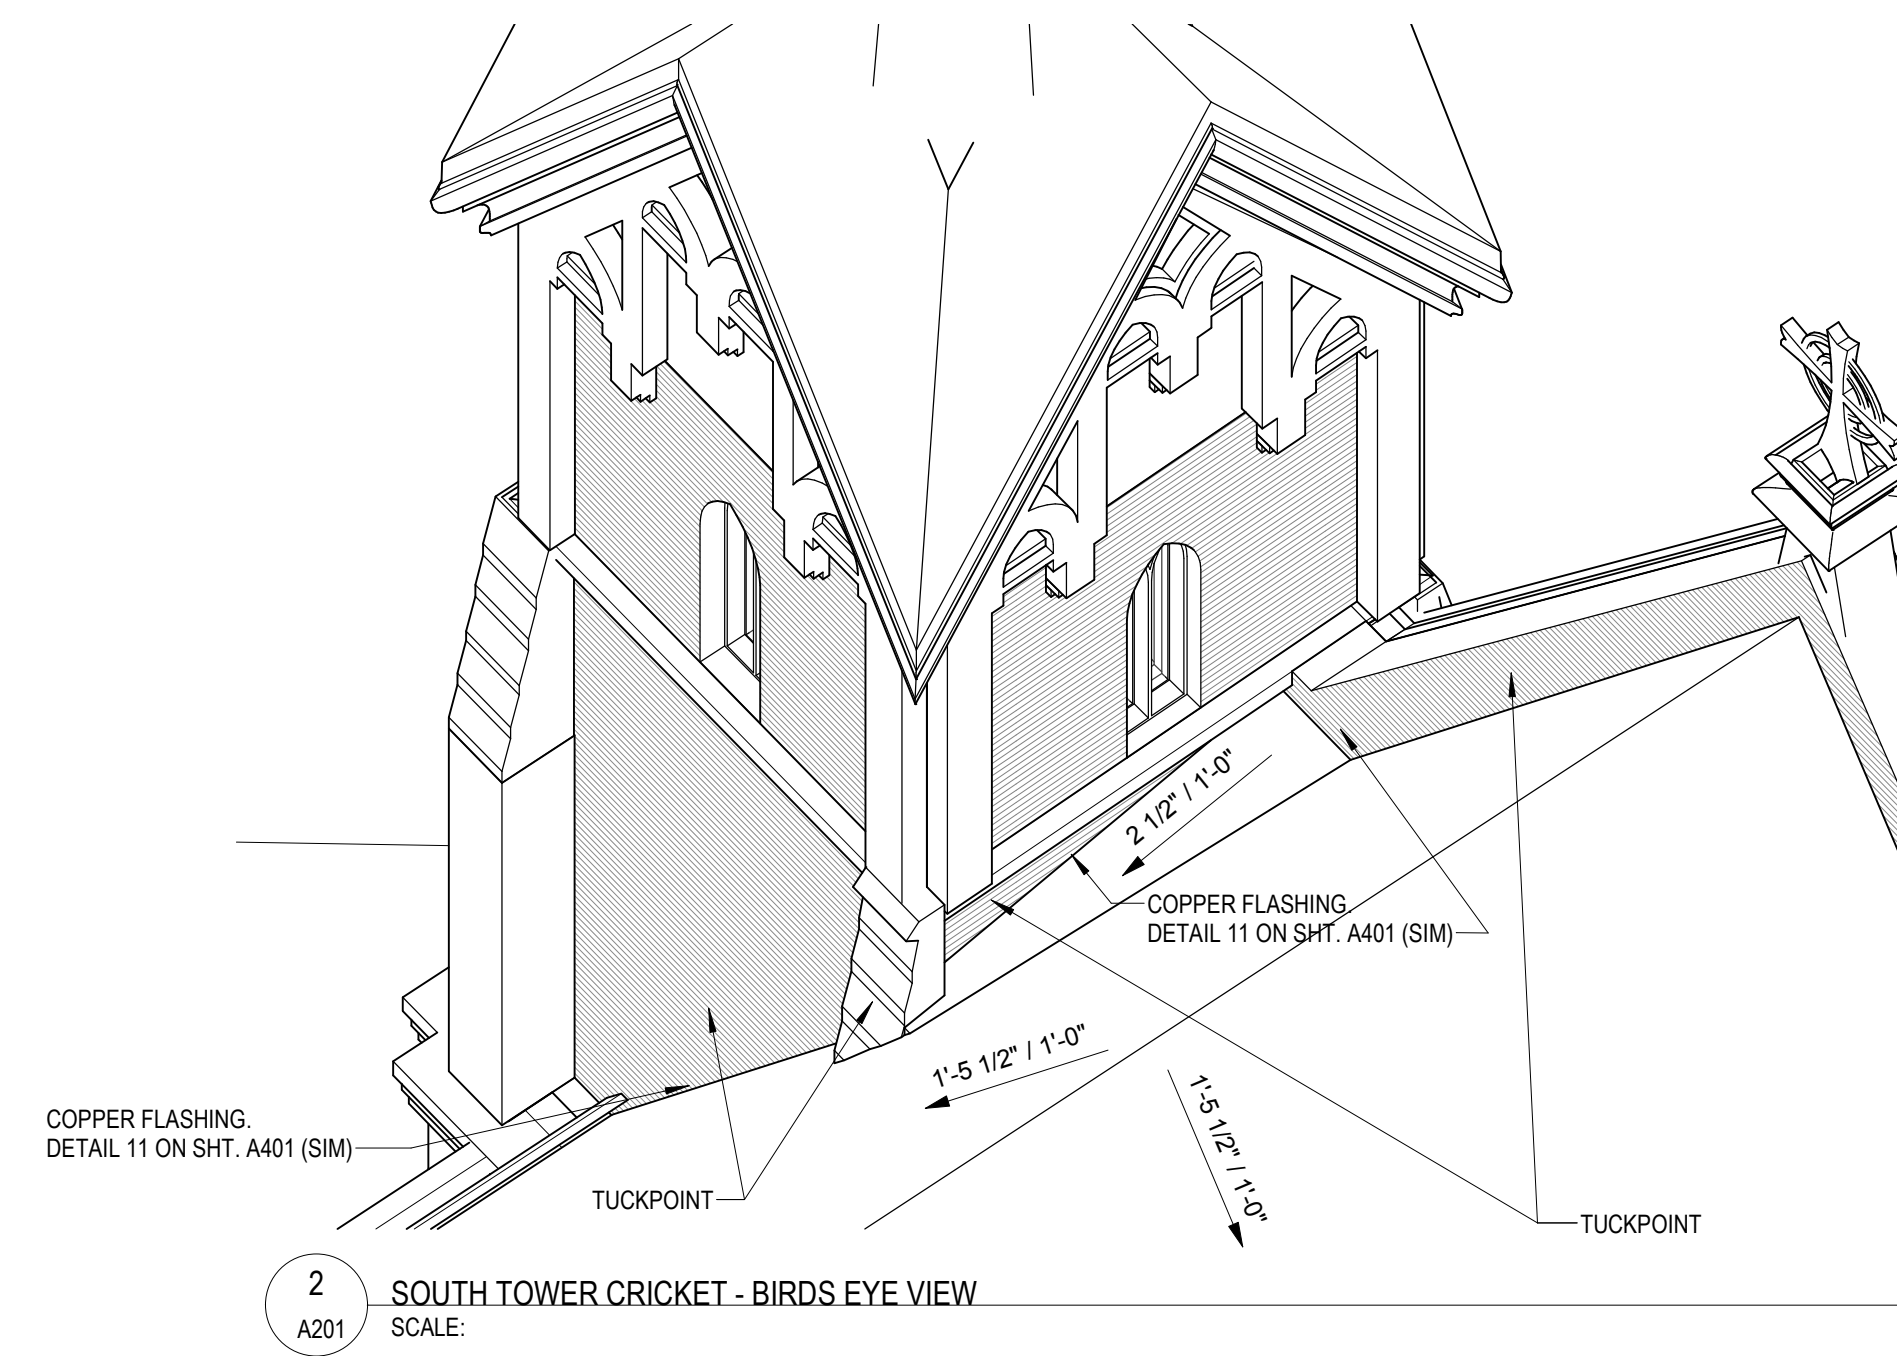 2 1/2" / 1'-0"
COPPER FLASHING.
DETAIL 11 ON SHT. A401 (SIM)
1'-5 1/2" / 1'-0"
1'-5 1/2" / 1'-0"
COPPER FLASHING.
DETAIL 11 ON SHT. A401 (SIM)
TUCKPOINT
TUCKPOINT
2
A201
SOUTH TOWER CRICKET - BIRDS EYE VIEW
SCALE: